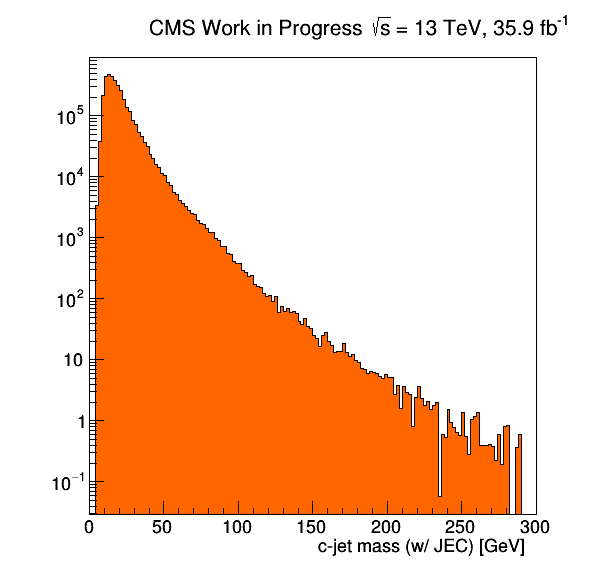 CMS Work in Progress √s = 13 TeV, 35.9 fb⁻¹
10⁵
10⁴
10³
10²
10
1
10⁻¹
0 50 100 150 200 250 300
c-jet mass (w/ JEC) [GeV]